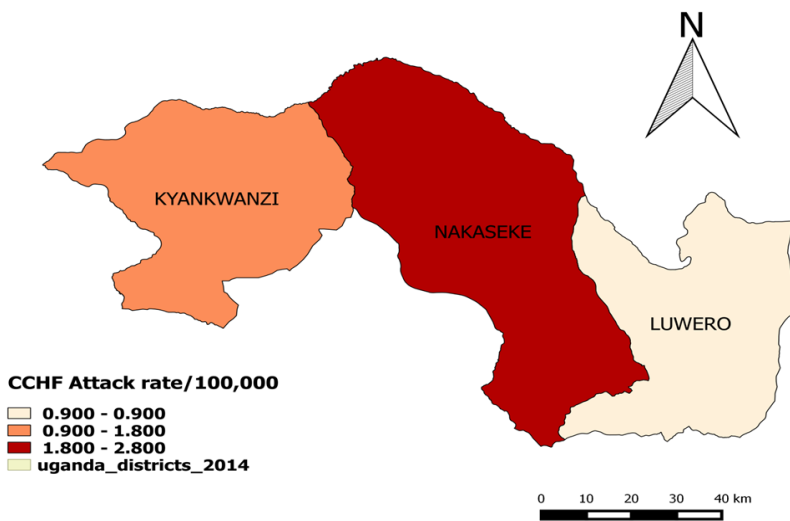 N
KYANKWANZI
NAKASEKE
LUWERO
CCHF Attack rate/100,000
0.900 - 0.900
0.900 - 1.800
1.800 - 2.800
uganda_districts_2014
0 10 20 30 40 km